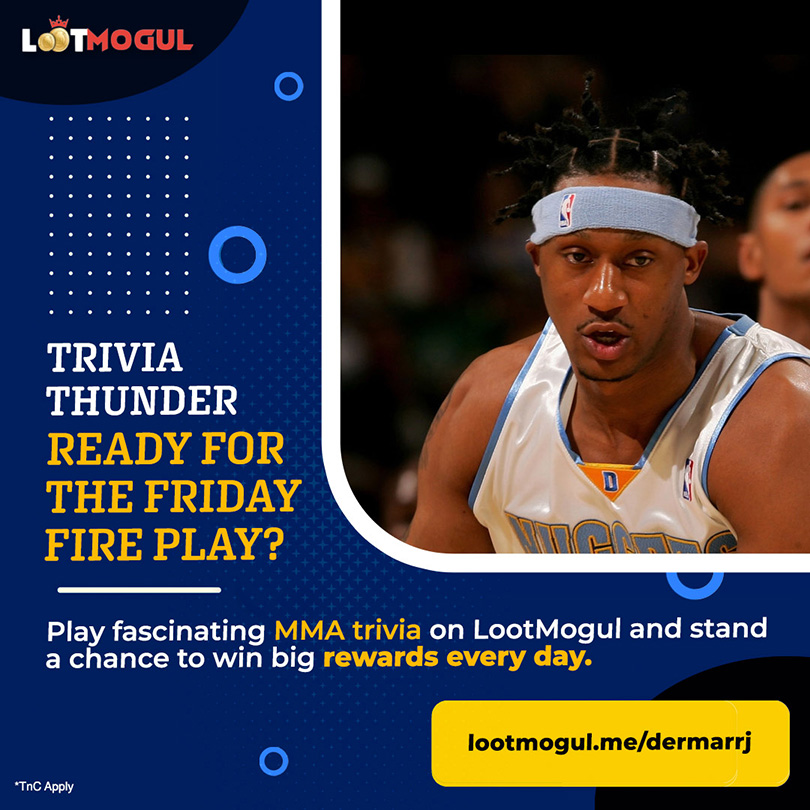 LOOTMOGUL
TRIVIA
THUNDER
READY FOR
THE FRIDAY
FIRE PLAY?
D
NUGGETS
Play fascinating MMA trivia on LootMogul and stand
a chance to win big rewards every day.
lootmogul.me/dermarrj
*TnC Apply